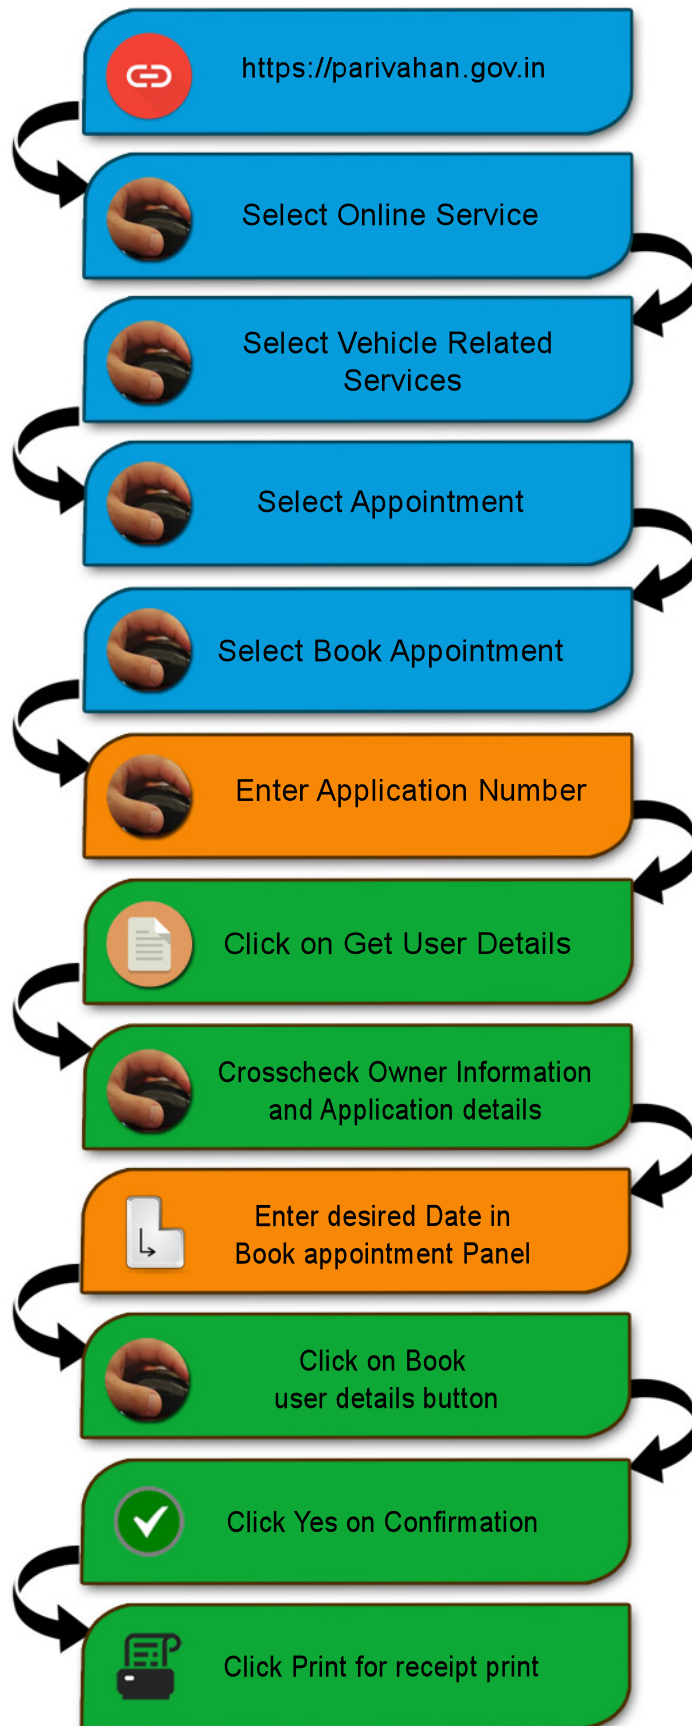 https://parivahan.gov.in
Select Online Service
Select Vehicle Related
Services
Select Appointment
Select Book Appointment
Enter Application Number
Click on Get User Details
Crosscheck Owner Information
and Application details
Enter desired Date in
Book appointment Panel
Click on Book
user details button
Click Yes on Confirmation
Click Print for receipt print